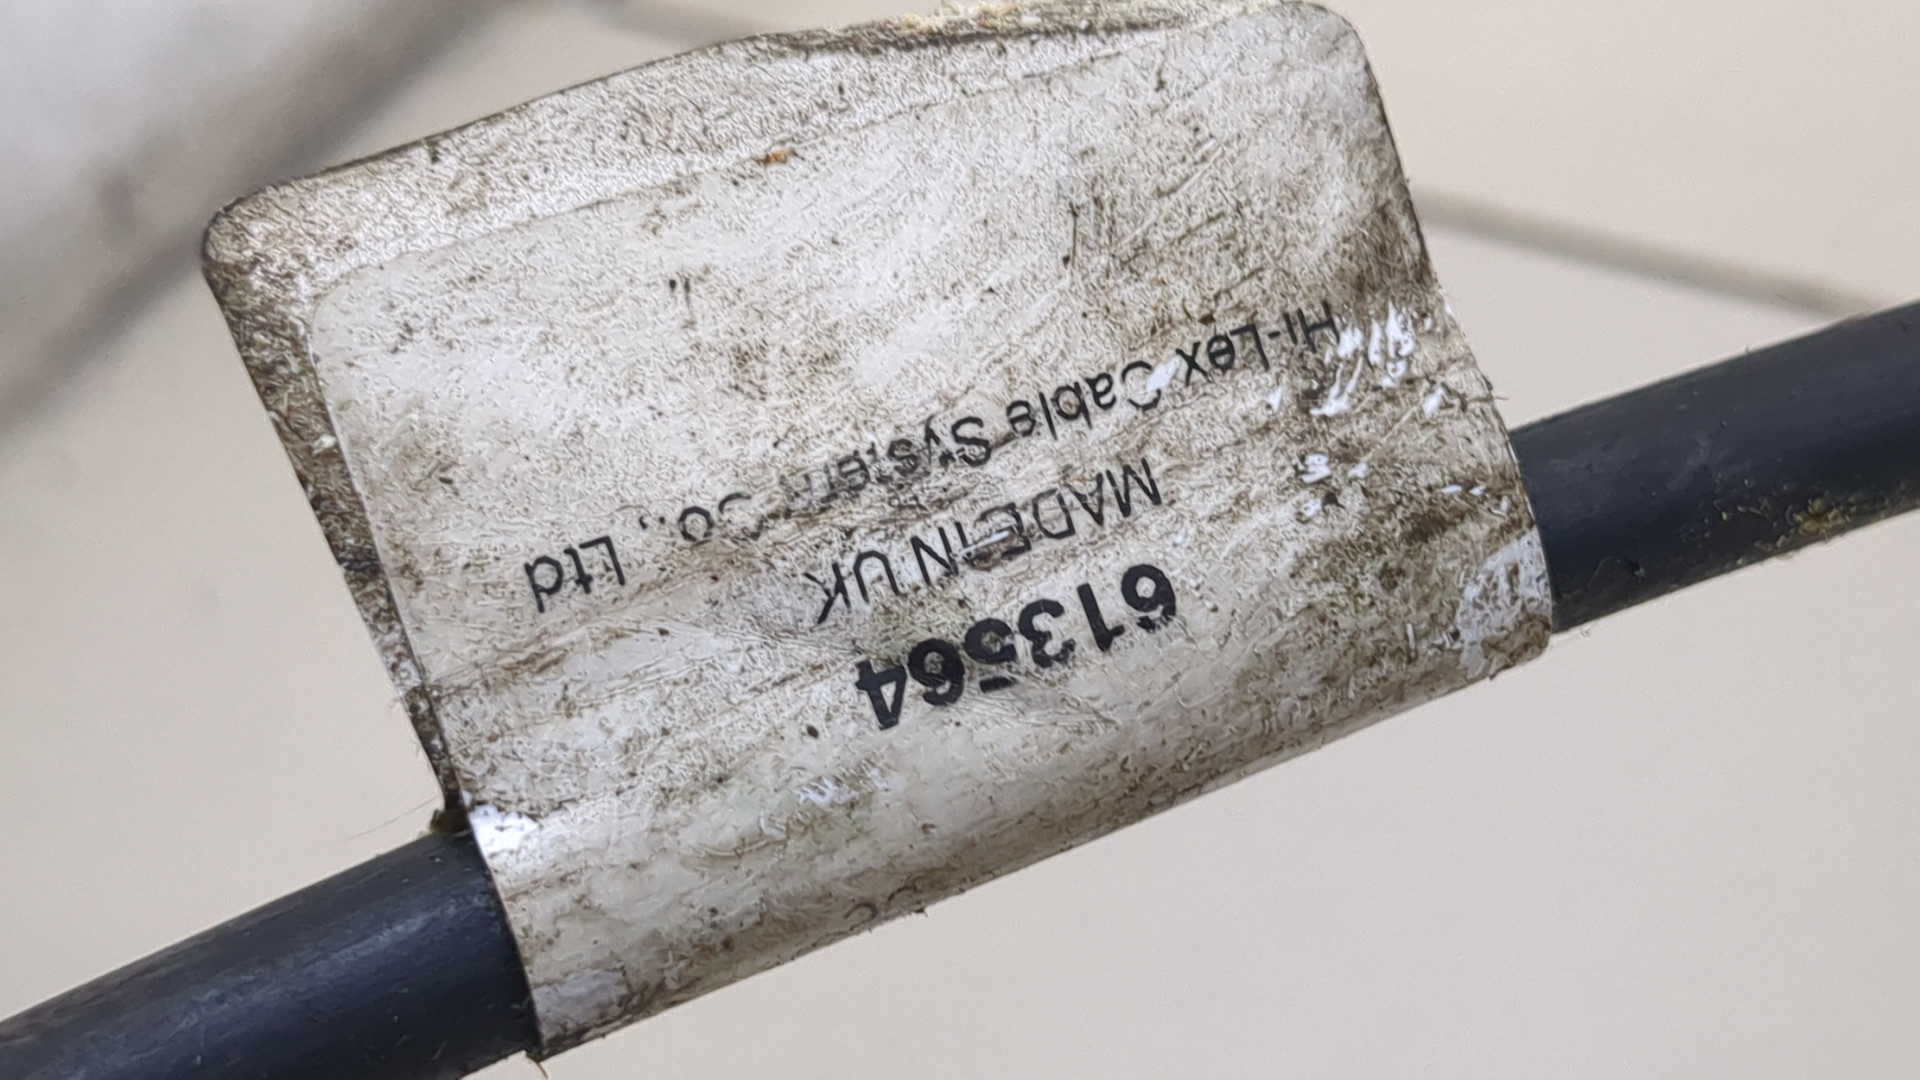 613564
MADE IN UK
Hi-Lex Cable System Co., Ltd